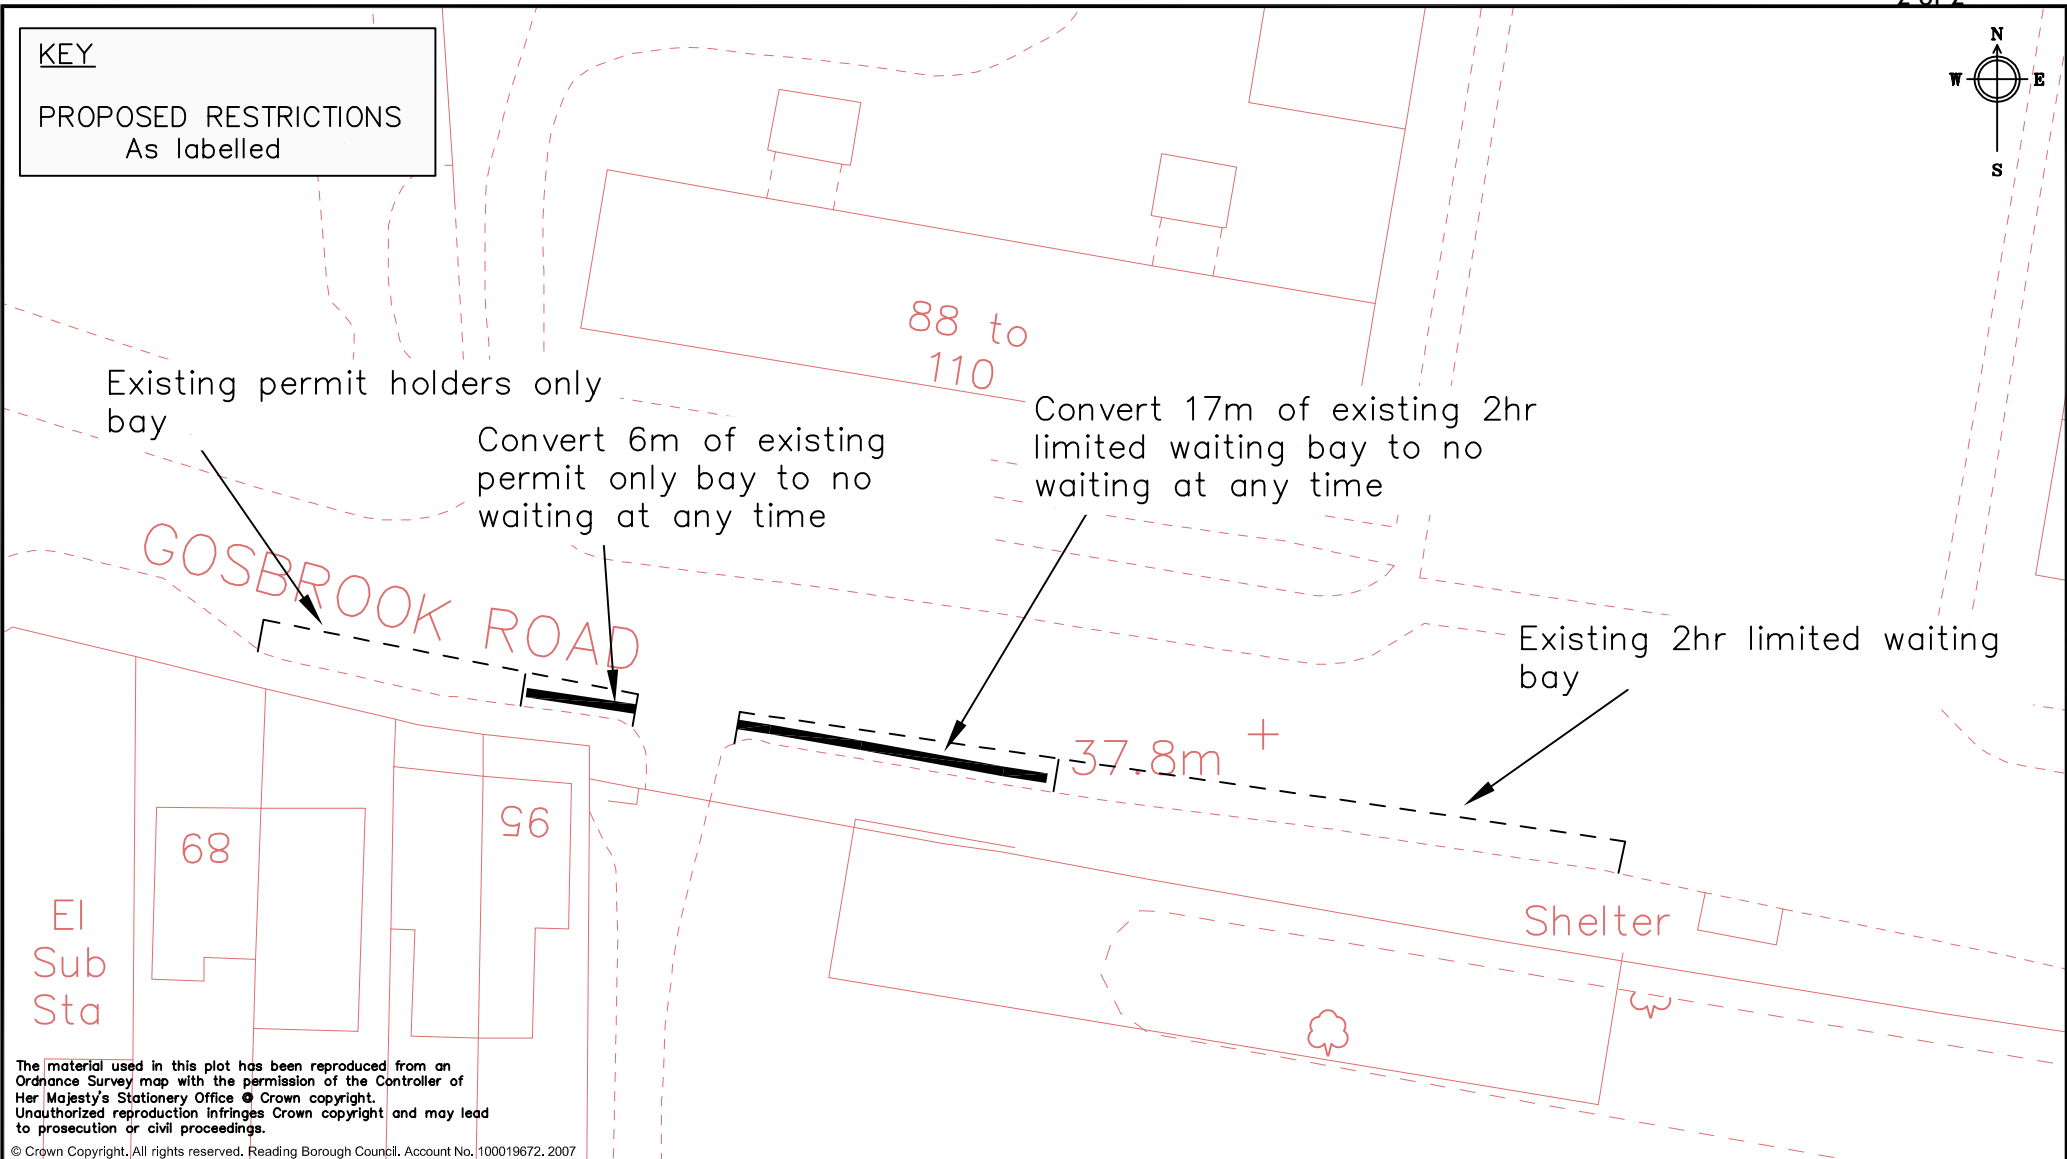 KEY
PROPOSED RESTRICTIONS
As labelled
N
W E
S
88 to
110
Existing permit holders only
bay
Convert 6m of existing
permit only bay to no
waiting at any time
Convert 17m of existing 2hr
limited waiting bay to no
waiting at any time
GOSBROOK ROAD
Existing 2hr limited waiting
bay
37.8m
95
89
El
Sub
Sta
Shelter
The material used in this plot has been reproduced from an
Ordnance Survey map with the permission of the Controller of
Her Majesty's Stationery Office © Crown copyright.
Unauthorized reproduction infringes Crown copyright and may lead
to prosecution or civil proceedings.
© Crown Copyright. All rights reserved. Reading Borough Council. Account No. 100019672. 2007